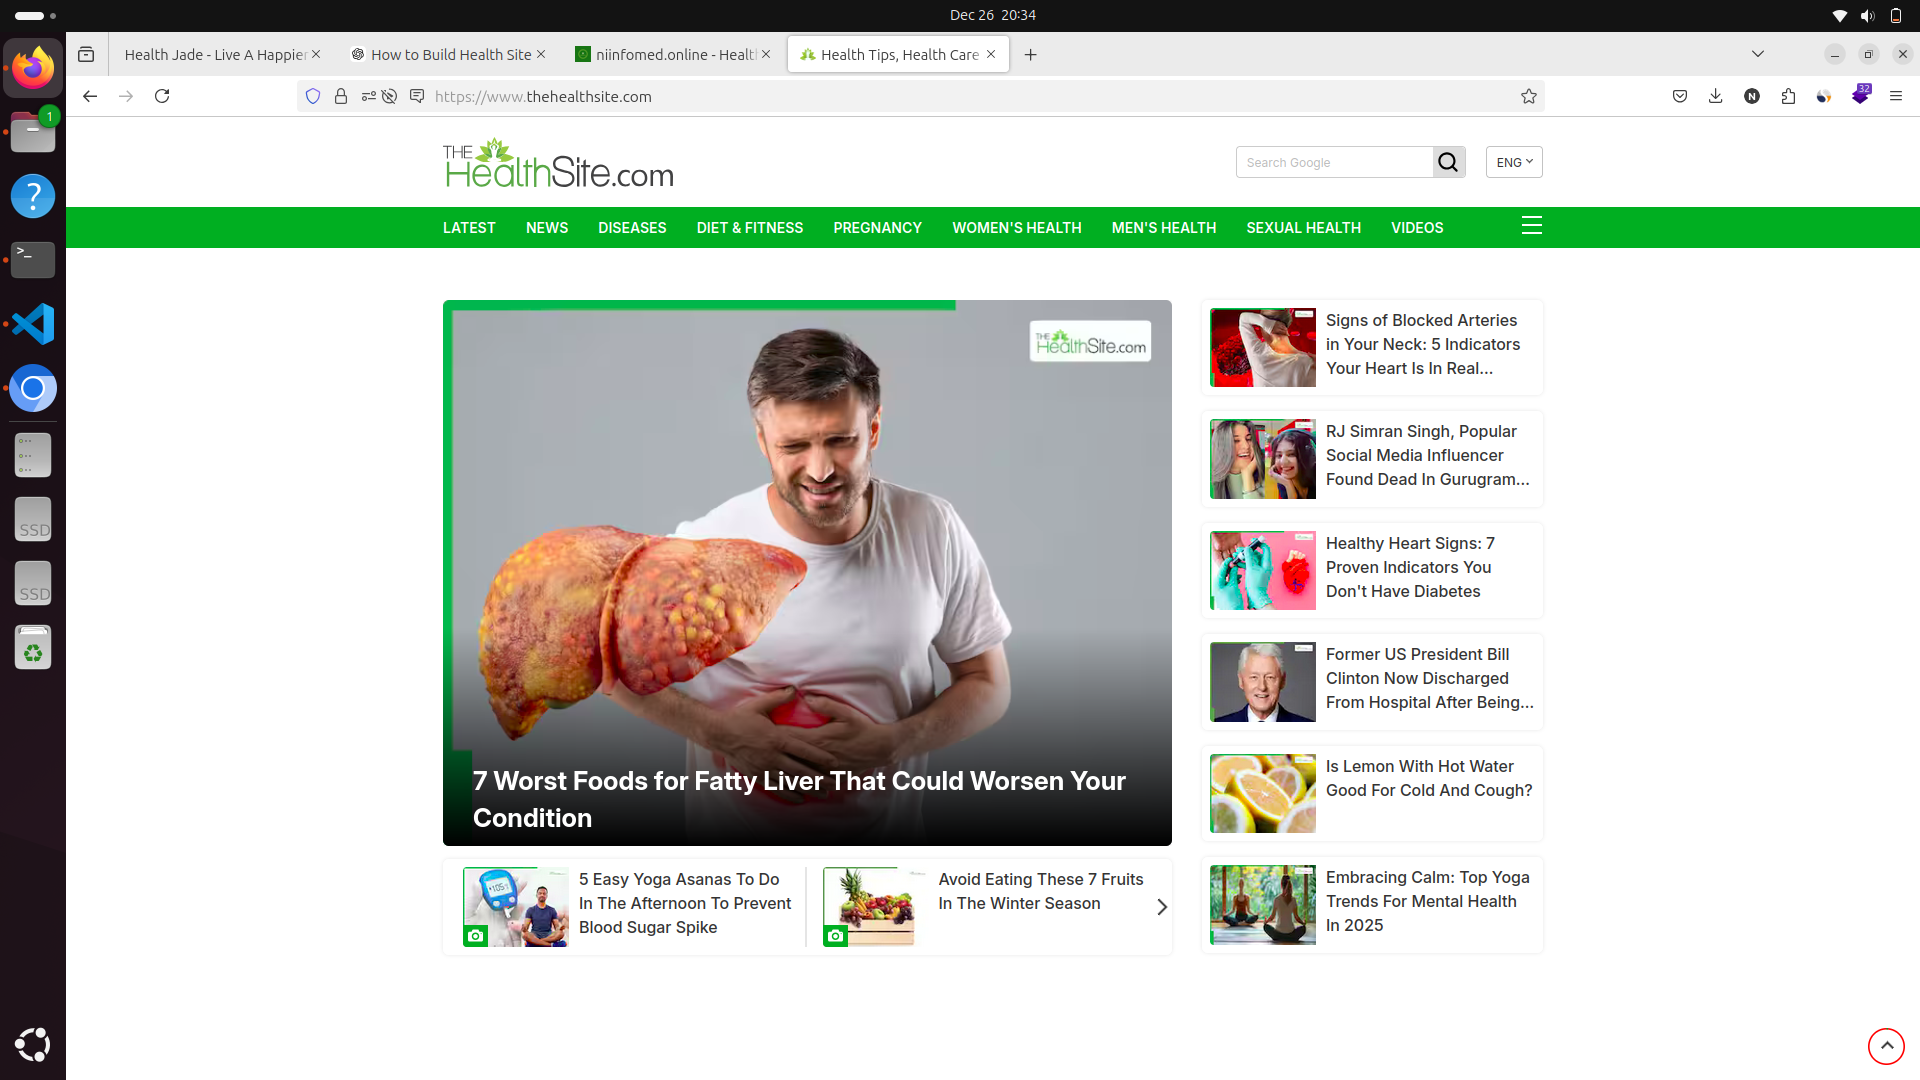 Dec 26 20:34
Health Jade - Live A Happier
How to Build Health Site
niinfomed.online - Healt
Health Tips, Health Care
https://www.thehealthsite.com
32
1
THE
HealthSite.com
Search Google
ENG
LATEST NEWS DISEASES DIET & FITNESS PREGNANCY WOMEN'S HEALTH MEN'S HEALTH SEXUAL HEALTH VIDEOS
THE
HealthSite.com
7 Worst Foods for Fatty Liver That Could Worsen Your
Condition
5 Easy Yoga Asanas To Do
In The Afternoon To Prevent
Blood Sugar Spike
Avoid Eating These 7 Fruits
In The Winter Season
Signs of Blocked Arteries
in Your Neck: 5 Indicators
Your Heart Is In Real...
RJ Simran Singh, Popular
Social Media Influencer
Found Dead In Gurugram...
Healthy Heart Signs: 7
Proven Indicators You
Don't Have Diabetes
Former US President Bill
Clinton Now Discharged
From Hospital After Being...
Is Lemon With Hot Water
Good For Cold And Cough?
Embracing Calm: Top Yoga
Trends For Mental Health
In 2025
SSD
SSD